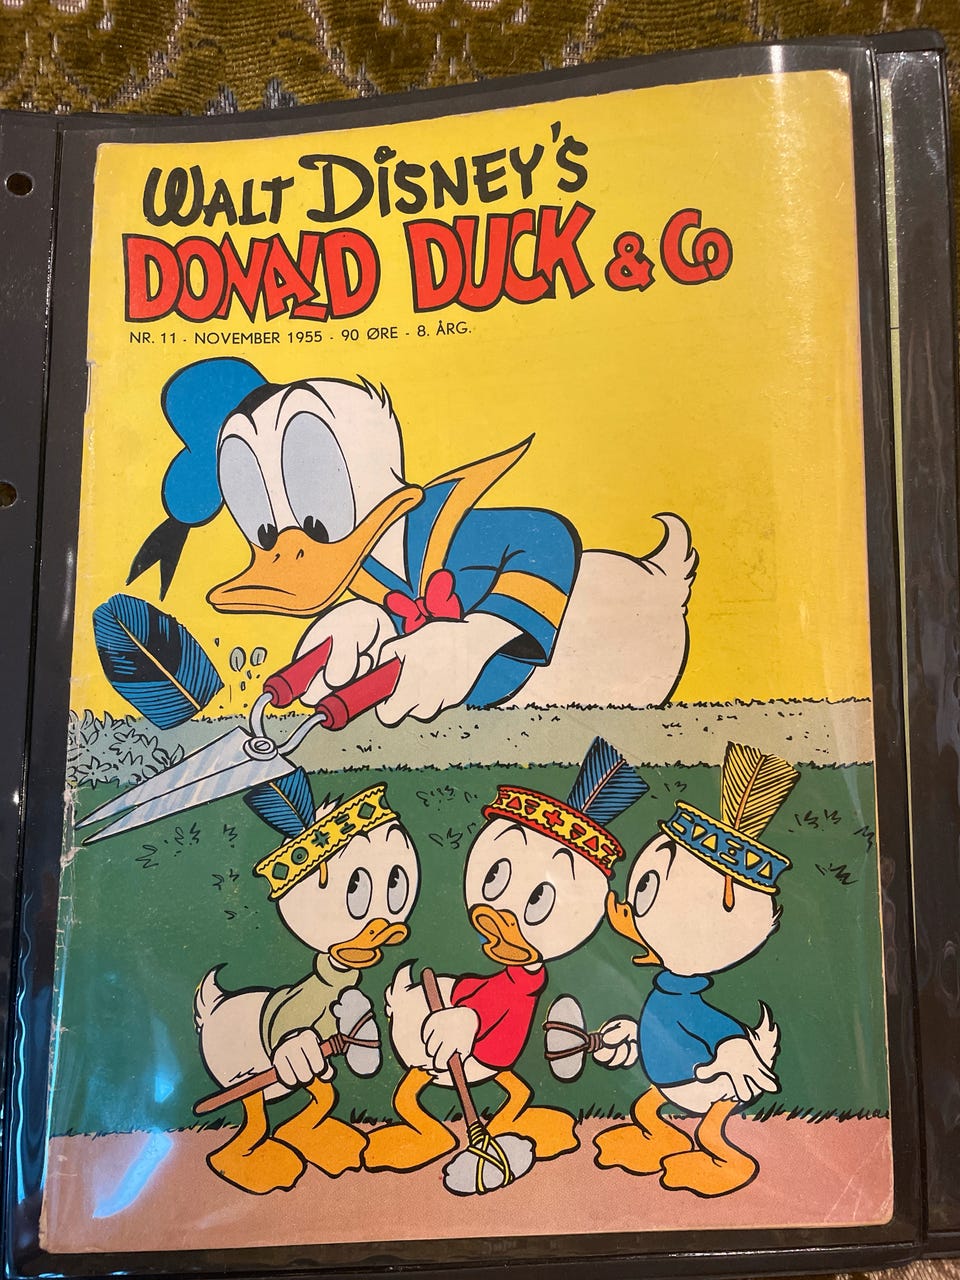 WALT DISNEY'S
DONALD DUCK & Co
NR. 11 - NOVEMBER 1955 - 90 ØRE - 8. ÅRG.